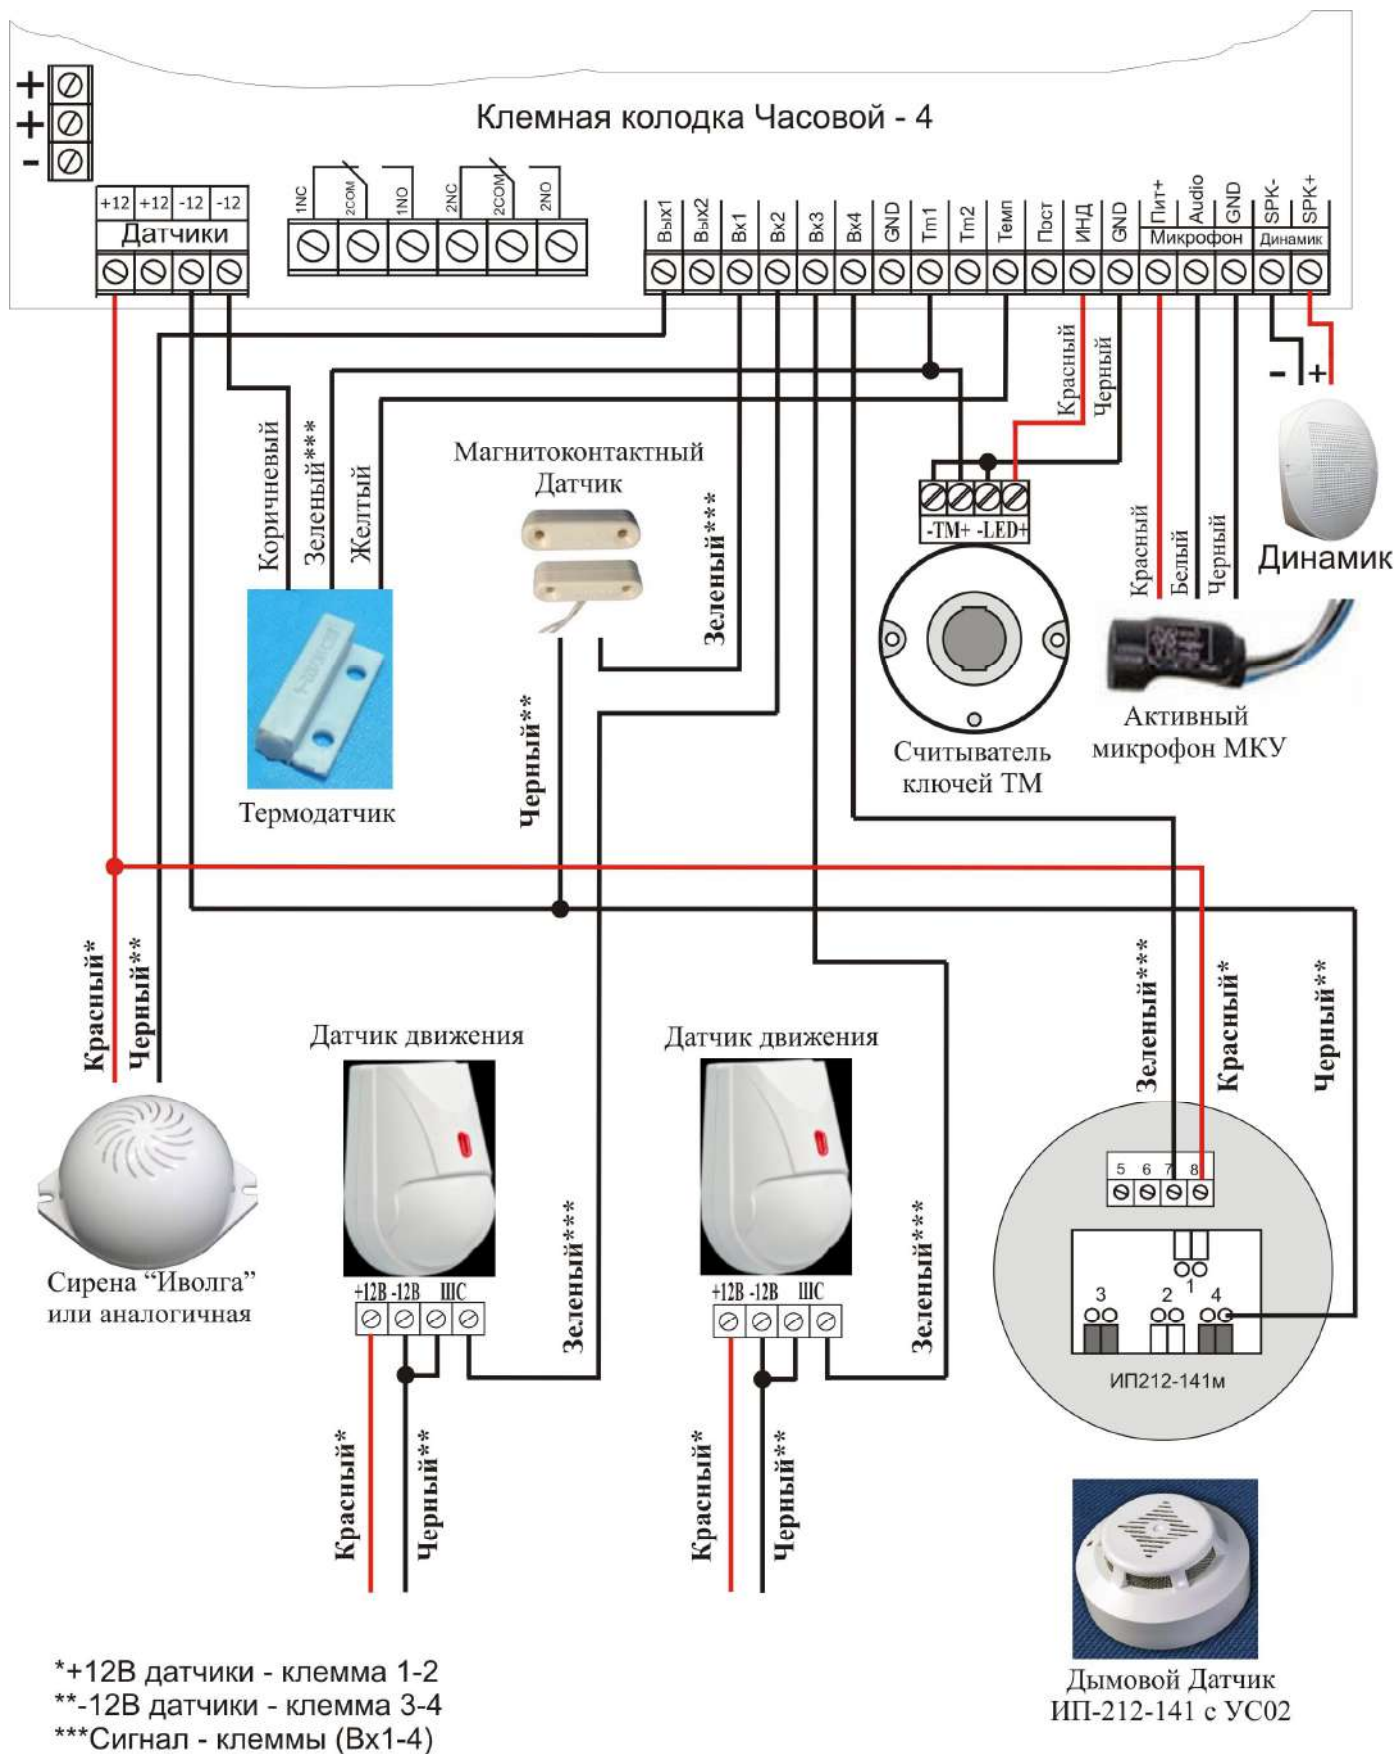 Клемная колодка Часовой - 4
+
+
-
+12 +12 -12 -12
Датчики
1NC
2COM
1NO
2NC
2COM
2NO
Вых1
Вых2
Вх1
Вх2
Вх3
Вх4
GND
Tm1
Tm2
Темп
Пост
ИНД
GND
Пит+
Audio
GND
SPK-
SPK+
Микрофон
Динамик
Красный
Черный
- +
Коричневый
Зеленый***
Желтый
Магнитоконтактный
Датчик
Зеленый***
-TM+ -LED+
Красный
Белый
Черный
Динамик
Черный**
Термодатчик
Считыватель
ключей ТМ
Активный
микрофон МКУ
Красный*
Черный**
Зеленый***
Красный*
Черный**
Датчик движения
Датчик движения
Сирена “Иволга”
или аналогичная
+12В -12В ШС
Зеленый***
+12В -12В ШС
Зеленый***
5 6 7 8
1
3 2 4
ИП212-141м
Красный*
Черный**
Красный*
Черный**
Дымовой Датчик
ИП-212-141 с УС02
*+12В датчики - клемма 1-2
**-12В датчики - клемма 3-4
***Сигнал - клеммы (Вх1-4)